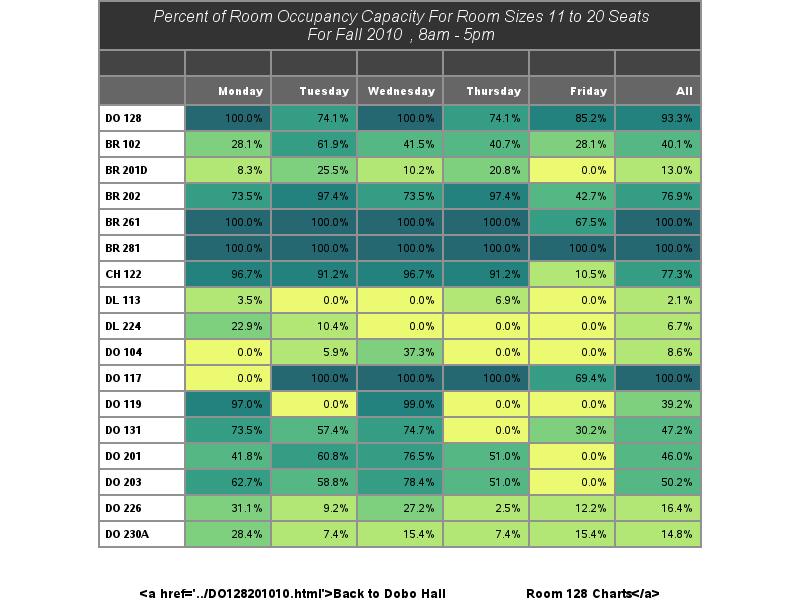 Percent of Room Occupancy Capacity For Room Sizes 11 to 20 Seats
For Fall 2010 , 8am - 5pm
Monday Tuesday Wednesday Thursday Friday All
DO 128 100.0% 74.1% 100.0% 74.1% 85.2% 93.3%
BR 102 28.1% 61.9% 41.5% 40.7% 28.1% 40.1%
BR 201D 8.3% 25.5% 10.2% 20.8% 0.0% 13.0%
BR 202 73.5% 97.4% 73.5% 97.4% 42.7% 76.9%
BR 261 100.0% 100.0% 100.0% 100.0% 67.5% 100.0%
BR 281 100.0% 100.0% 100.0% 100.0% 100.0% 100.0%
CH 122 96.7% 91.2% 96.7% 91.2% 10.5% 77.3%
DL 113 3.5% 0.0% 0.0% 6.9% 0.0% 2.1%
DL 224 22.9% 10.4% 0.0% 0.0% 0.0% 6.7%
DO 104 0.0% 5.9% 37.3% 0.0% 0.0% 8.6%
DO 117 0.0% 100.0% 100.0% 100.0% 69.4% 100.0%
DO 119 97.0% 0.0% 99.0% 0.0% 0.0% 39.2%
DO 131 73.5% 57.4% 74.7% 0.0% 30.2% 47.2%
DO 201 41.8% 60.8% 76.5% 51.0% 0.0% 46.0%
DO 203 62.7% 58.8% 78.4% 51.0% 0.0% 50.2%
DO 226 31.1% 9.2% 27.2% 2.5% 12.2% 16.4%
DO 230A 28.4% 7.4% 15.4% 7.4% 15.4% 14.8%
<a href='../DO128201010.html'>Back to Dobo Hall Room 128 Charts</a>